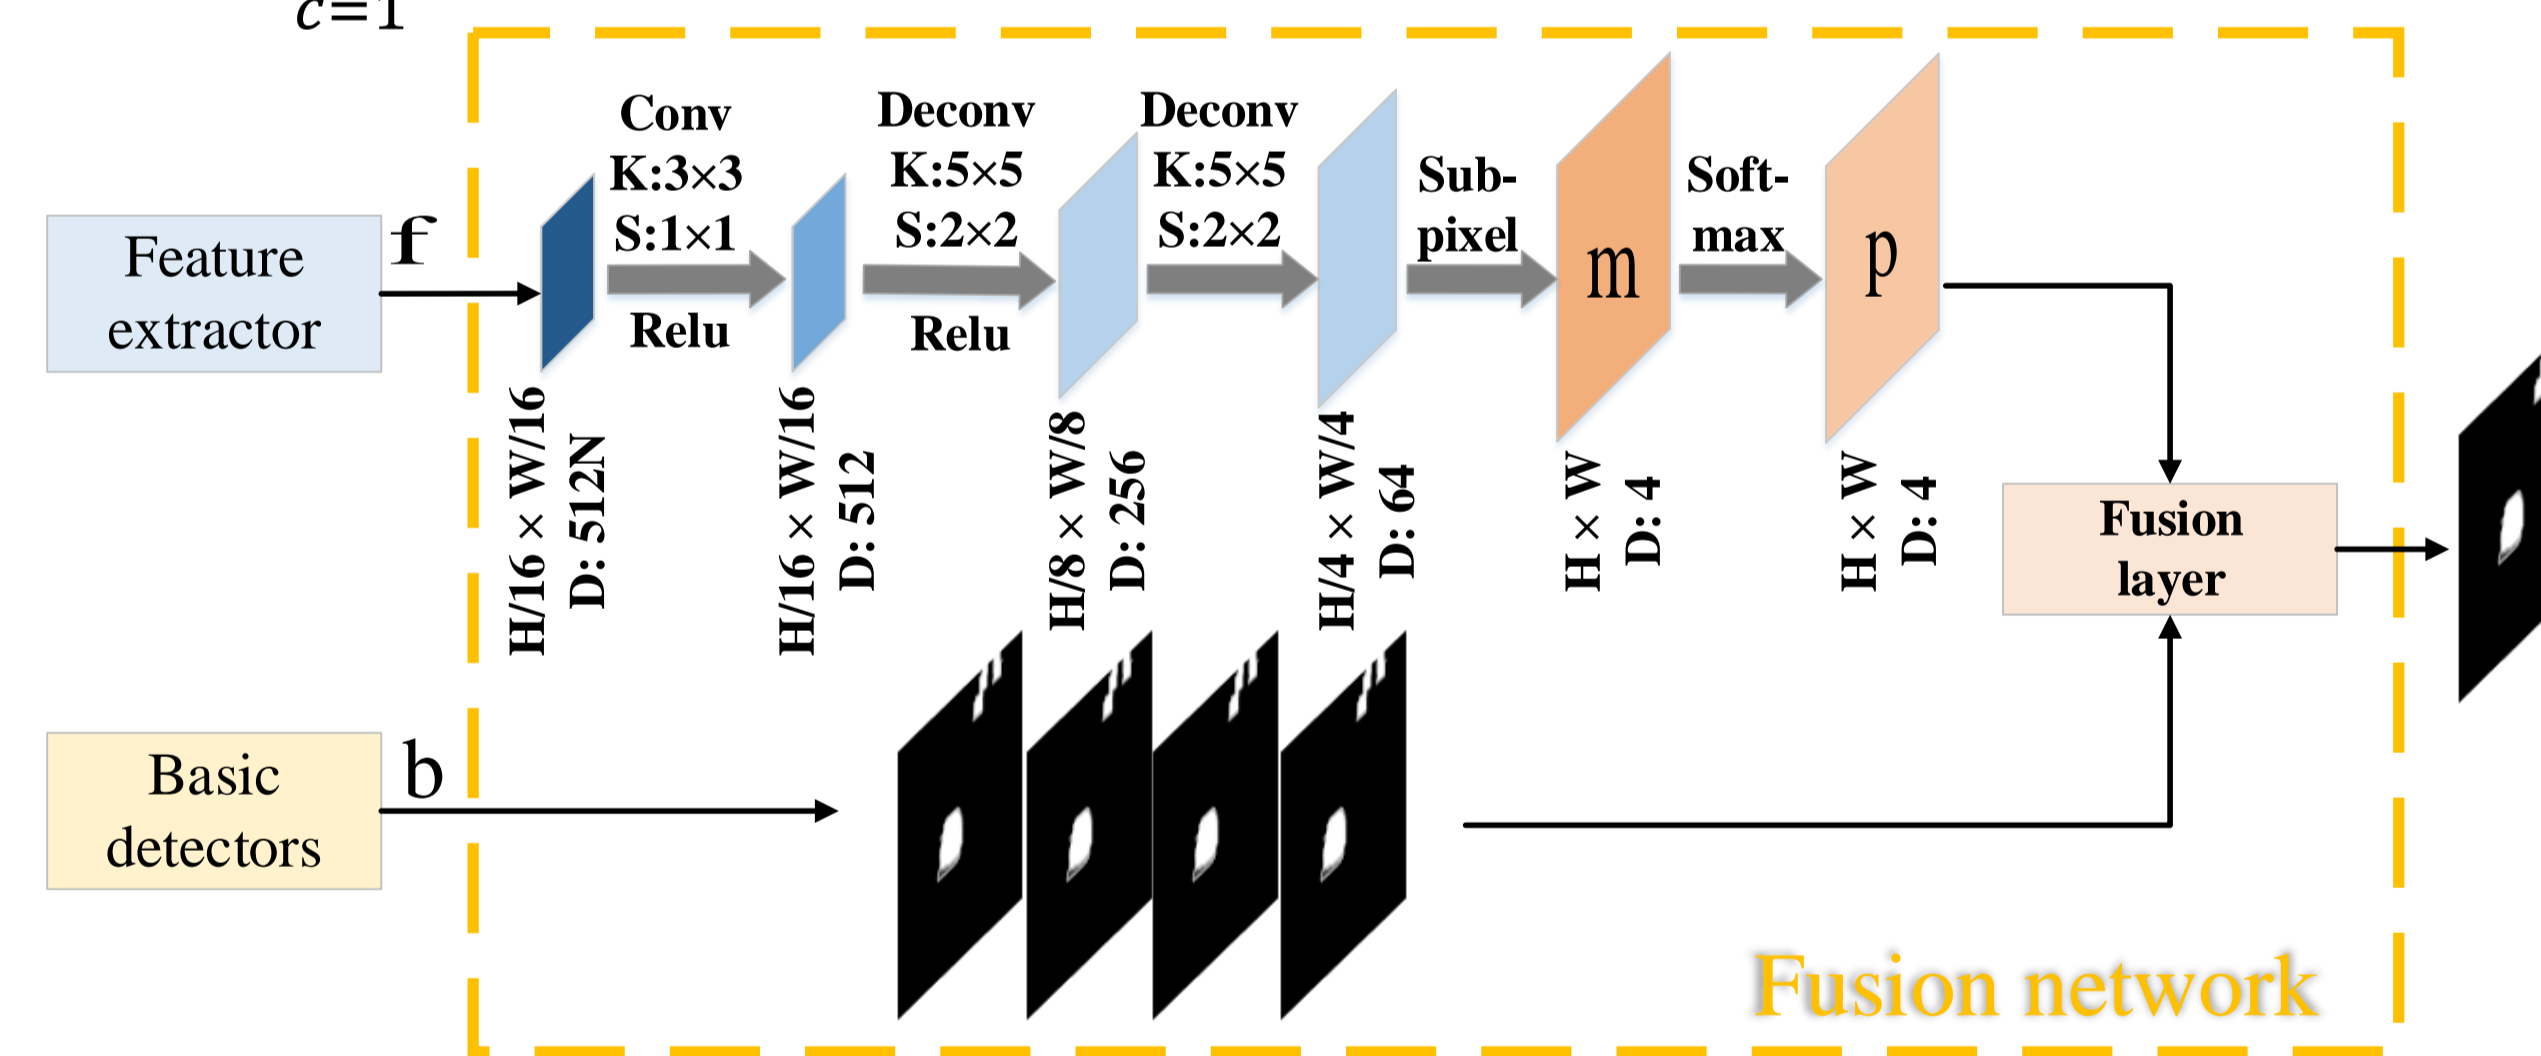 c=1
Feature
extractor
f
Conv
K:3×3
S:1×1
Relu
Deconv
K:5×5
S:2×2
Relu
Deconv
K:5×5
S:2×2
Sub-
pixel
m
Soft-
max
p
H/16 × W/16
D: 512N
H/16 × W/16
D: 512
H/8 × W/8
D: 256
H/4 × W/4
D: 64
H × W
D: 4
H × W
D: 4
Fusion
layer
Basic
detectors
b
Fusion network